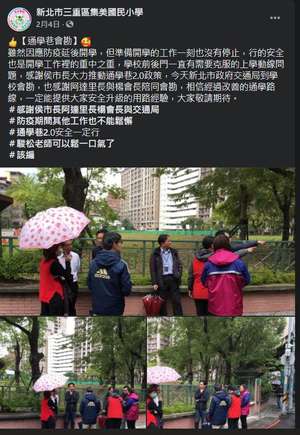 新北市三重區集美國民小學
2月4日
【通學巷會勘】
雖然因應防疫延後開學，但準備開學的工作一刻也沒有停止，行的安全
也是開學工作裡的重中之重，學校前後門一直有需要克服的上學動線問
題，感謝侯市長大力推動通學巷2.0政策，今天新北市政府交通局到學
校會勘，也感謝阿達里長與楊會長陪同會勘，相信經過改善的通學路
線，一定能提供大家安全升級的用路經驗，大家敬請期待。
＃感謝侯市長阿達里長楊會長與交通局
＃防疫期間其他工作也不能鬆懈
＃通學巷2.0安全一定行
＃駿松老師可以鬆一口氣了
＃該編
adidas